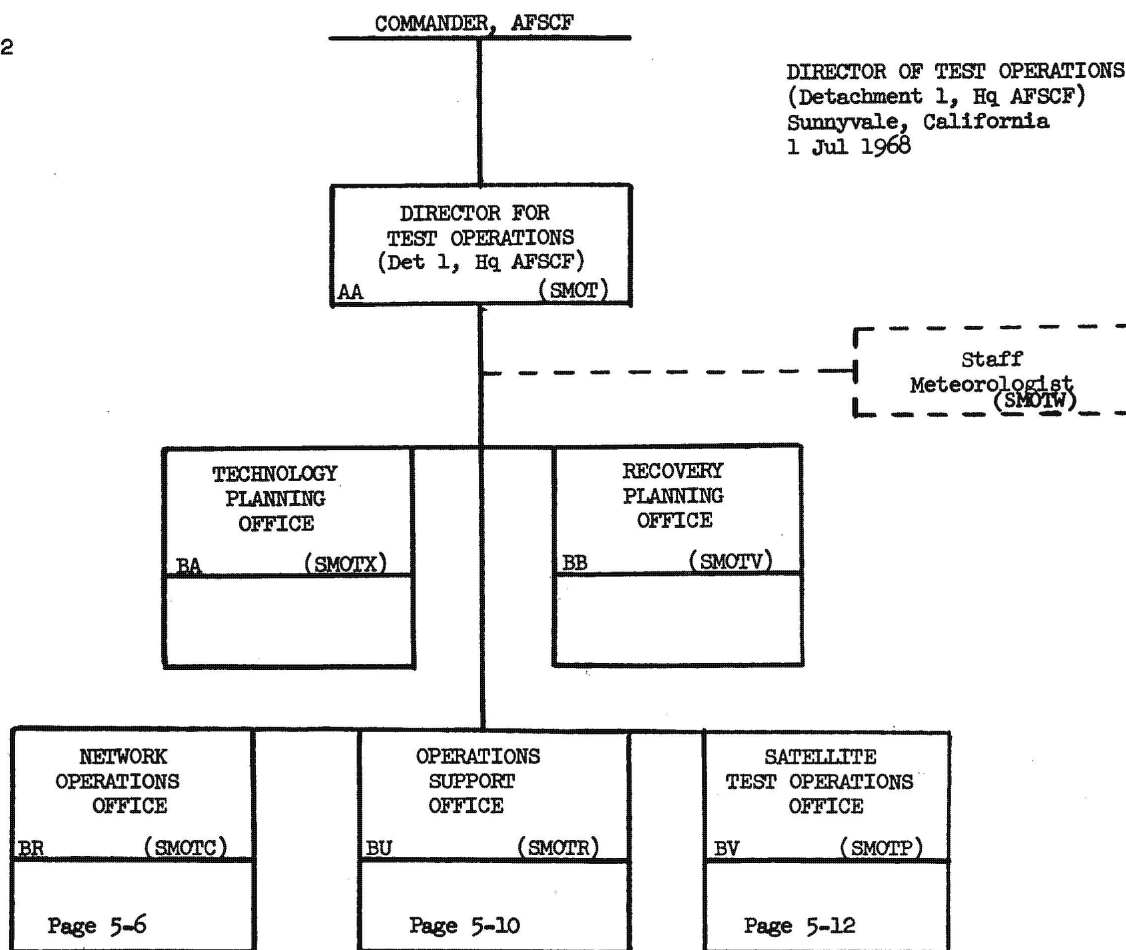 COMMANDER, AFSCF
2
DIRECTOR OF TEST OPERATIONS
(Detachment 1, Hq AFSCF)
Sunnyvale, California
1 Jul 1968
DIRECTOR FOR
TEST OPERATIONS
(Det 1, Hq AFSCF)
AA (SMOT)
Staff
Meteorologist
(SMOTW)
TECHNOLOGY
PLANNING
OFFICE
BA (SMOTX)
RECOVERY
PLANNING
OFFICE
BB (SMOTV)
NETWORK
OPERATIONS
OFFICE
BR (SMOTC)
Page 5-6
OPERATIONS
SUPPORT
OFFICE
BU (SMOTR)
Page 5-10
SATELLITE
TEST OPERATIONS
OFFICE
BV (SMOTP)
Page 5-12